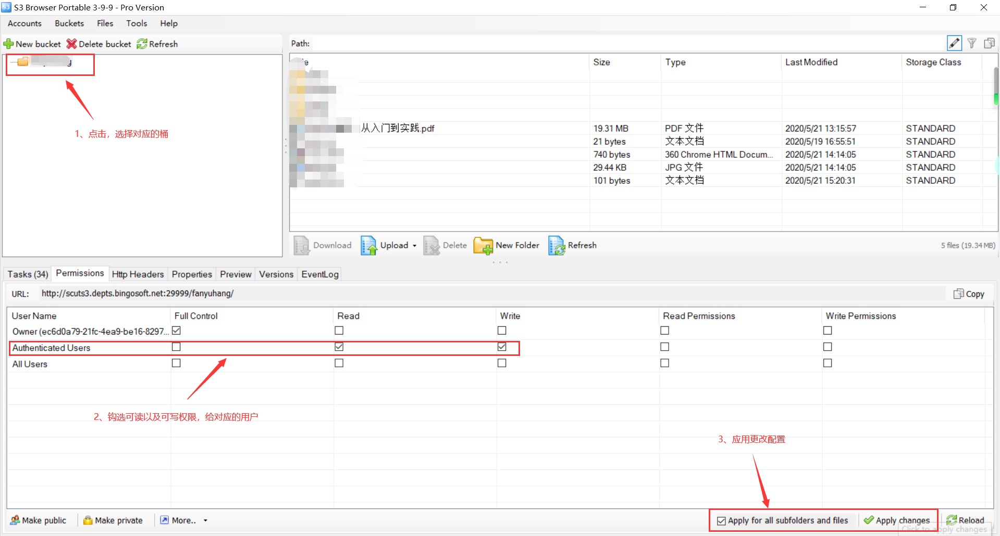 S3 Browser Portable 3-9-9 - Pro Version
Accounts Buckets Files Tools Help
New bucket Delete bucket Refresh
Path:
Size Type Last Modified Storage Class
1、点击，选择对应的桶
从入门到实践.pdf 19.31 MB PDF 文件 2020/5/21 13:15:57 STANDARD
21 bytes 文本文档 2020/5/19 16:55:51 STANDARD
740 bytes 360 Chrome HTML Docum... 2020/5/21 14:14:05 STANDARD
29.44 KB JPG 文件 2020/5/21 14:14:05 STANDARD
101 bytes 文本文档 2020/5/21 15:20:31 STANDARD
Download Upload Delete New Folder Refresh 5 files (19.34 MB)
Tasks (34) Permissions Http Headers Properties Preview Versions EventLog
URL: http://scuts3.depts.bingosoft.net:29999/fanyuhang/ Copy
User Name Full Control Read Write Read Permissions Write Permissions
Owner (ec6d0a79-21fc-4ea9-be16-8297...
Authenticated Users
All Users
2、钩选可读以及可写权限，给对应的用户
3、应用更改配置
Make public Make private More.. Apply for all subfolders and files Apply changes Reload
Click to apply changes